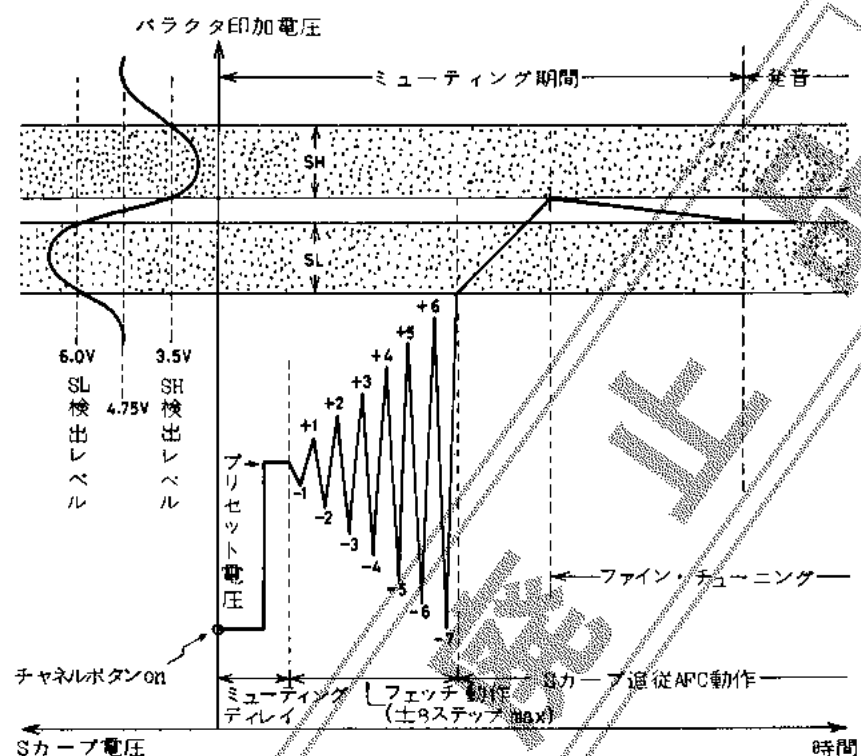 バラクタ印加電圧
ミューティング期間
発音
SH
SL
6.0V
SL検出レベル
4.75V
3.5V
SH検出レベル
プリセット電圧
+1
+2
+3
+4
+5
+6
-1
-2
-3
-4
-5
-6
-7
ファイン・チューニング
チャネルボタンon
ミューティング
ディレイ
フェッチ動作
(±8ステップmax)
Sカーブ追従AFC動作
Sカーブ電圧
時間
止